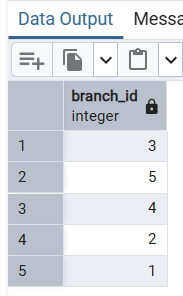 Data Output Messa
branch_id
integer
1 3
2 5
3 4
4 2
5 1